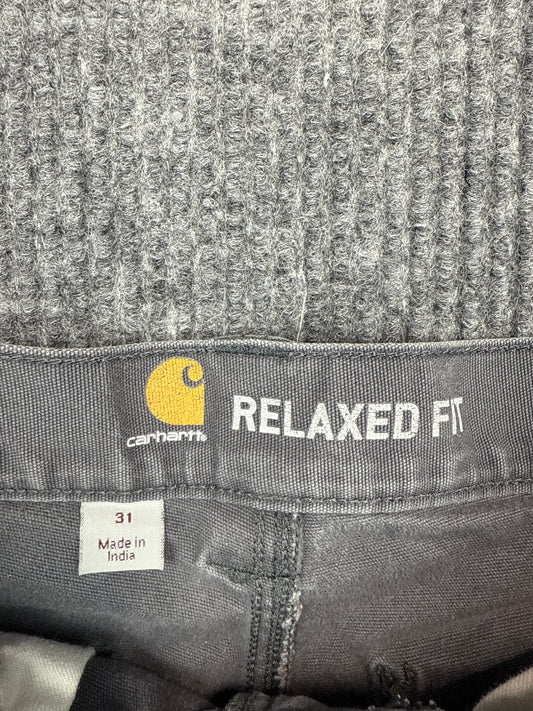 carhartt®
RELAXED FIT
31
Made in
India